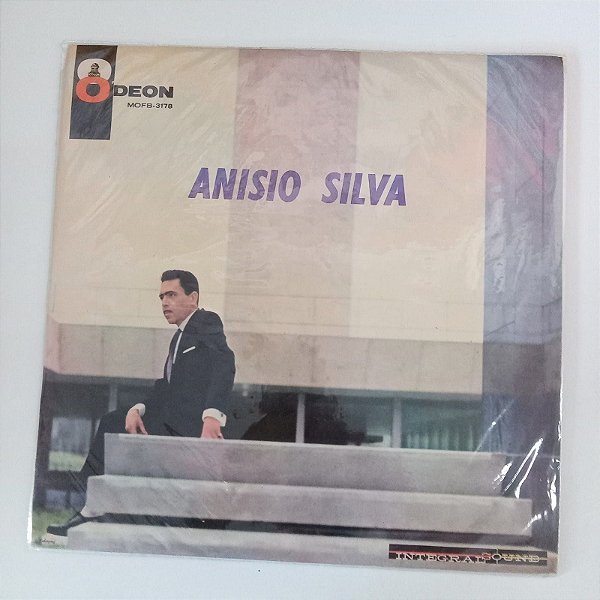 ODEON
MOFB-3178
ANISIO SILVA
INTEGRAL SOUND